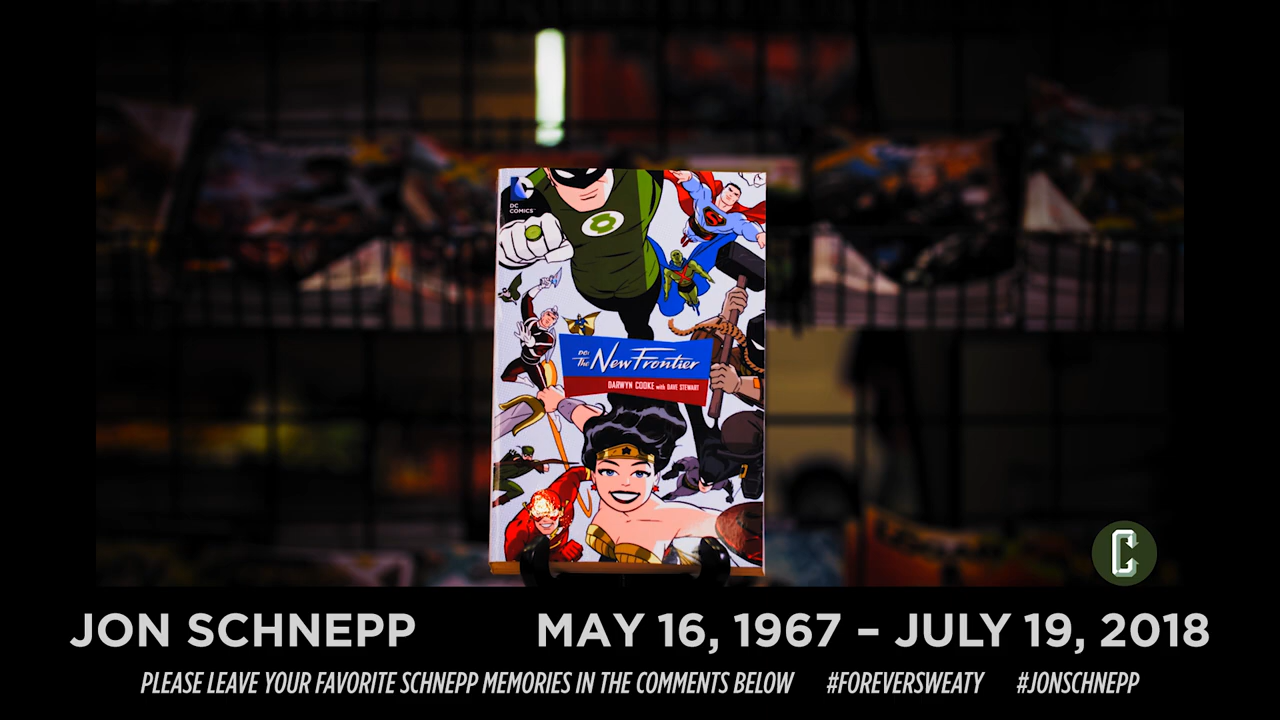 DC
COMICS™
DC:
The New Frontier
DARWYN COOKE with DAVE STEWART
JON SCHNEPP MAY 16, 1967 – JULY 19, 2018
PLEASE LEAVE YOUR FAVORITE SCHNEPP MEMORIES IN THE COMMENTS BELOW #FOREVERSWEATY #JONSCHNEPP